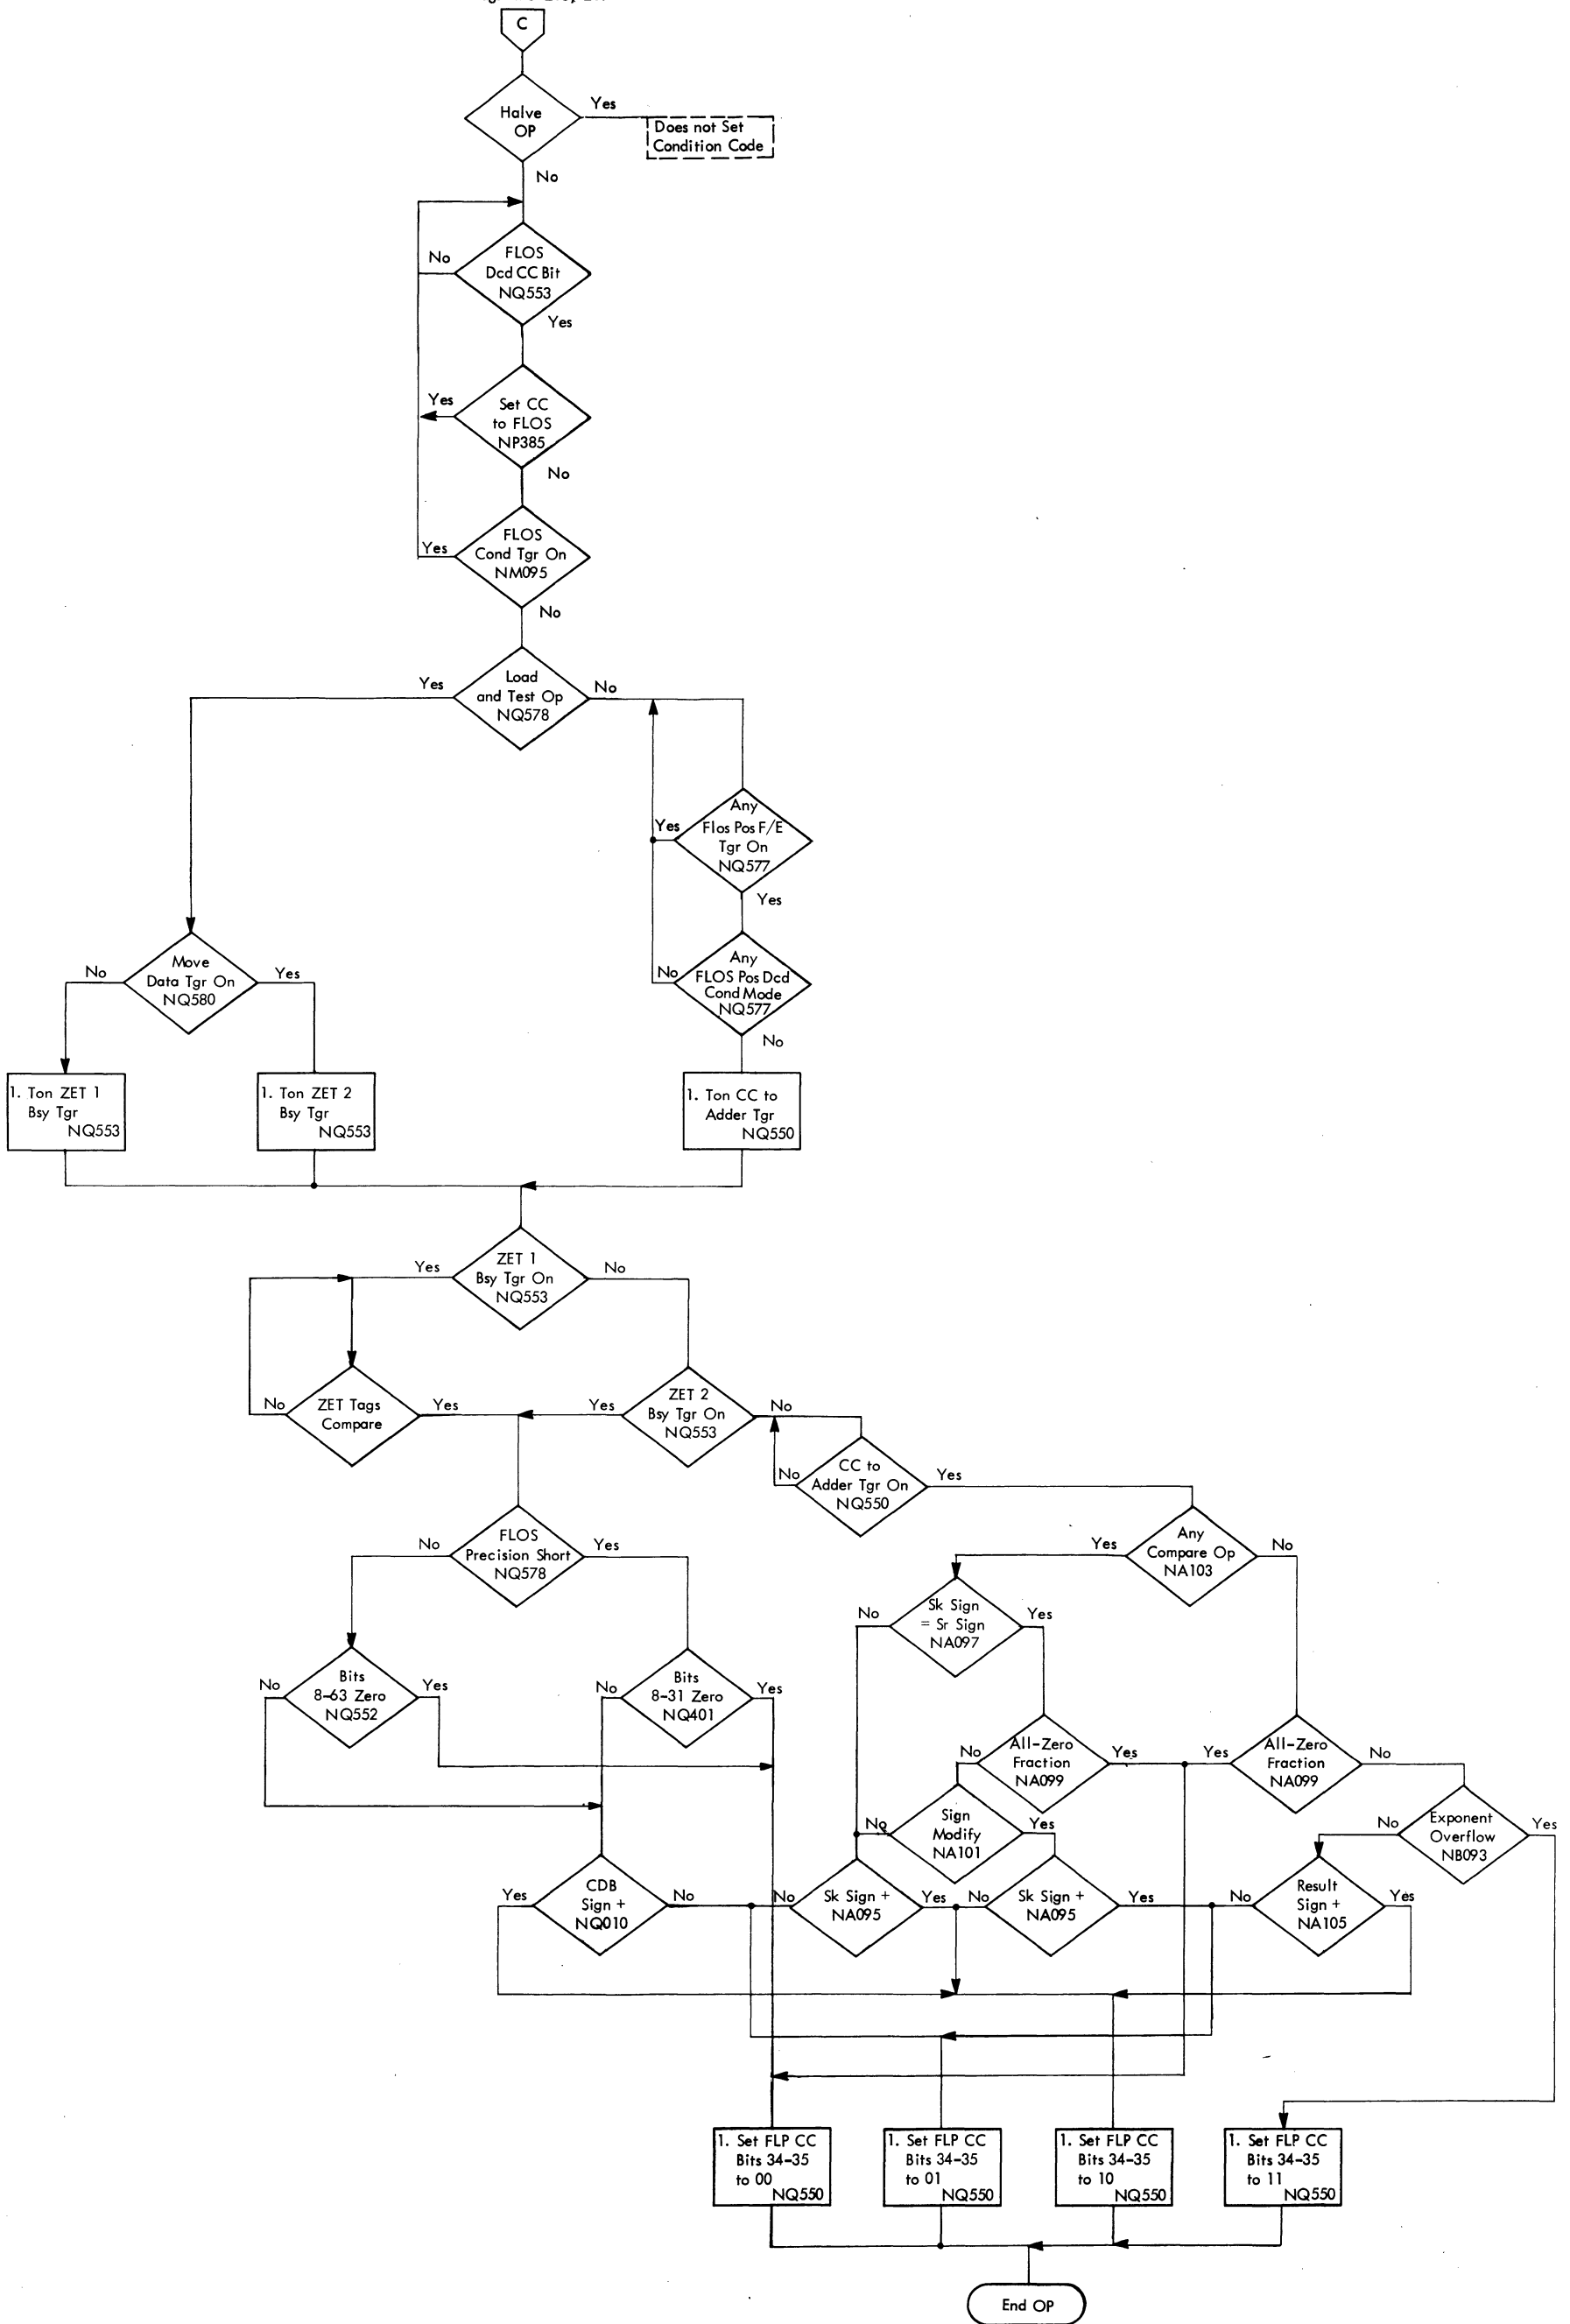 C
Halve
OP
Yes
Does not Set
Condition Code
No
No
FLOS
Dcd CC Bit
NQ553
Yes
Yes
Set CC
to FLOS
NP385
No
Yes
FLOS
Cond Tgr On
NM095
No
Yes
Load
and Test Op
NQ578
No
Yes
Any
Flos Pos F/E
Tgr On
NQ577
Yes
No
Any
FLOS Pos Dcd
Cond Mode
NQ577
No
No
Move
Data Tgr On
NQ580
Yes
1. Ton ZET 1
Bsy Tgr
NQ553
1. Ton ZET 2
Bsy Tgr
NQ553
1. Ton CC to
Adder Tgr
NQ550
Yes
ZET 1
Bsy Tgr On
NQ553
No
No
ZET Tags
Compare
Yes
Yes
ZET 2
Bsy Tgr On
NQ553
No
No
CC to
Adder Tgr On
NQ550
Yes
No
FLOS
Precision Short
NQ578
Yes
Yes
Any
Compare Op
NA103
No
No
Sk Sign
= Sr Sign
NA097
Yes
No
Bits
8-63 Zero
NQ552
Yes
No
Bits
8-31 Zero
NQ401
Yes
No
All-Zero
Fraction
NA099
Yes
Yes
All-Zero
Fraction
NA099
No
No
Sign
Modify
NA101
Yes
No
Exponent
Overflow
NB093
Yes
Yes
CDB
Sign +
NQ010
No
No
Sk Sign +
NA095
Yes
No
Sk Sign +
NA095
Yes
No
Result
Sign +
NA105
Yes
1. Set FLP CC
Bits 34-35
to 00
NQ550
1. Set FLP CC
Bits 34-35
to 01
NQ550
1. Set FLP CC
Bits 34-35
to 10
NQ550
1. Set FLP CC
Bits 34-35
to 11
NQ550
End OP